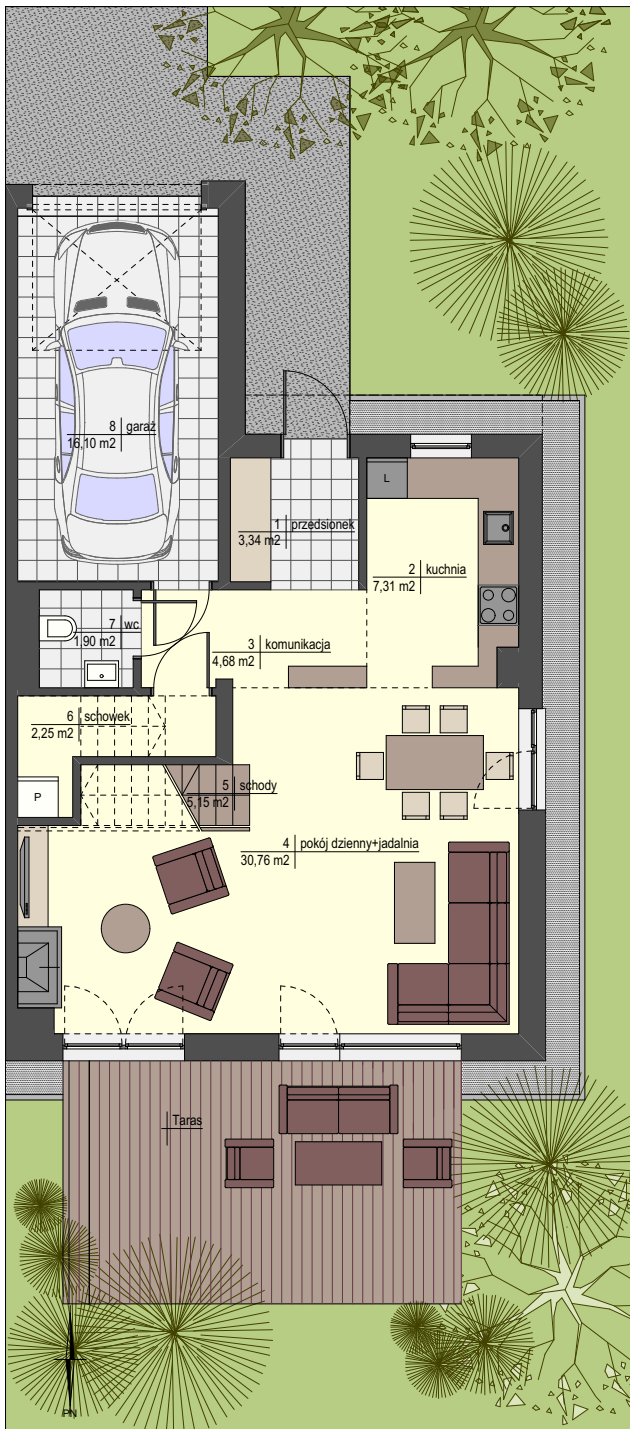 8 garaż
16,10 m2
L
1 przedsionek
3,34 m2
2 kuchnia
7,31 m2
7 wc
1,90 m2
3 komunikacja
4,68 m2
6 schowek
2,25 m2
P
5 schody
5,15 m2
4 pokój dzienny+jadalnia
30,76 m2
Taras
PN